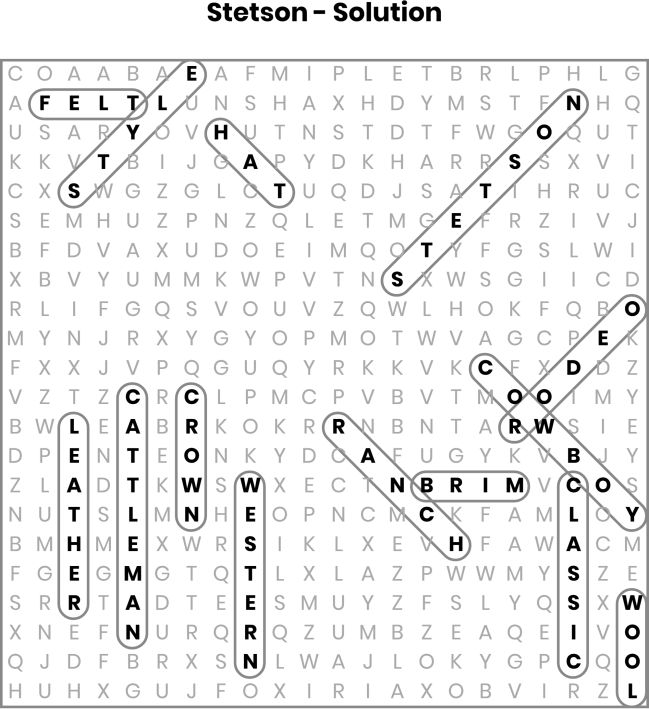 Stetson - Solution
C O A A B A E A F M I P L E T B R L P H L G
A F E L T L U N S H A X H D Y M S T F N H Q
U S A R Y O V H U T N S T D T F W G O Q U T
K K V T B I J G A P Y D K H A R R S S X V I
C X S W G Z G L C T U Q D J S A T I H R U C
S E M H U Z P N Z Q L E T M G E F R Z I V J
B F D V A X U D O E I M Q O T Y F G S L W I
X B V Y U M M K W P V T N S X W S G I C D
R L I F G Q S V O U V Z Q W L H O K F Q B O
M Y N J R X Y G Y O P M O T W V A G C P E K
F X X J V P Q G U Q Y R K K V K C F X D D Z
V Z T Z C R C L P M C P V B V T M O O I M Y
B W L E A B R K O K R R N B N T A R W S I E
D P E N T E O N K Y D C A F U G Y K V B J Y
Z L A D T K W S W X E C T N B R I M V C O S
N U T S L M N H E O P N C M C K F A M L O Y
B M H M E X W R S I K L X E V H F A W A C M
F G E G M G T Q T L X L A Z P W W M Y S Z E
S R R T A D T E E S M U Y Z F S L Y Q S X W
X N E F N U R Q R Q Z U M B Z E A Q E I V O
Q J D F B R X S N L W A J L O K Y G P C Q O
H U H X G U J F O X I R I A X O B V I R Z L